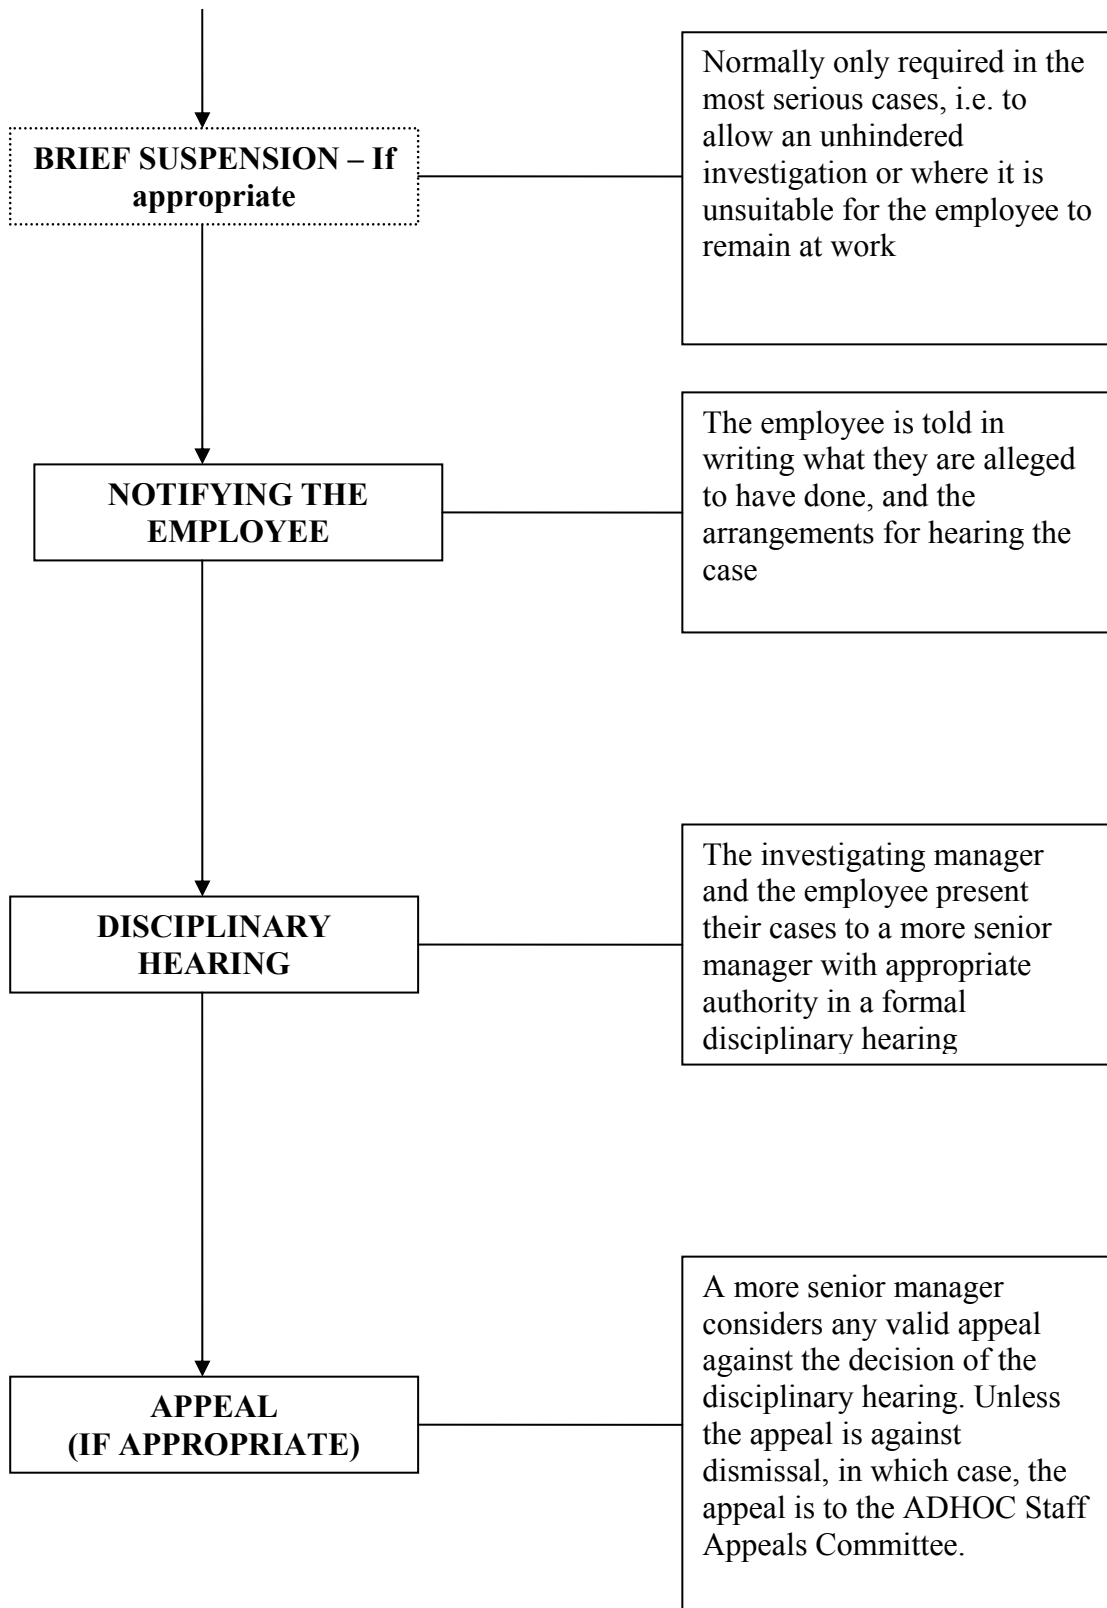 BRIEF SUSPENSION – If
appropriate
Normally only required in the
most serious cases, i.e. to
allow an unhindered
investigation or where it is
unsuitable for the employee to
remain at work
NOTIFYING THE
EMPLOYEE
The employee is told in
writing what they are alleged
to have done, and the
arrangements for hearing the
case
DISCIPLINARY
HEARING
The investigating manager
and the employee present
their cases to a more senior
manager with appropriate
authority in a formal
disciplinary hearing
APPEAL
(IF APPROPRIATE)
A more senior manager
considers any valid appeal
against the decision of the
disciplinary hearing. Unless
the appeal is against
dismissal, in which case, the
appeal is to the ADHOC Staff
Appeals Committee.